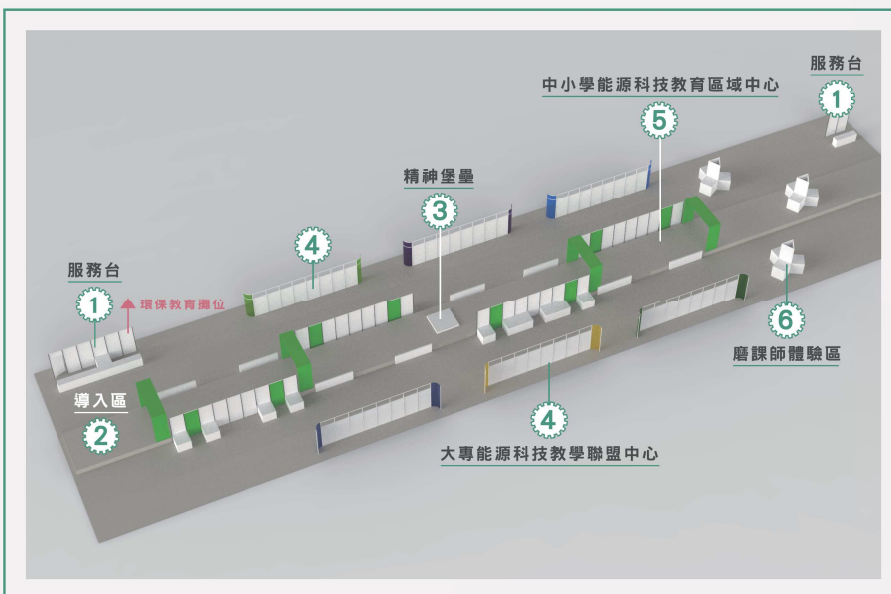 服務台
1
中小學能源科技教育區域中心
5
精神堡壘
3
4
服務台
1
環保教育攤位
導入區
2
6
磨課師體驗區
4
大專能源科技教學聯盟中心